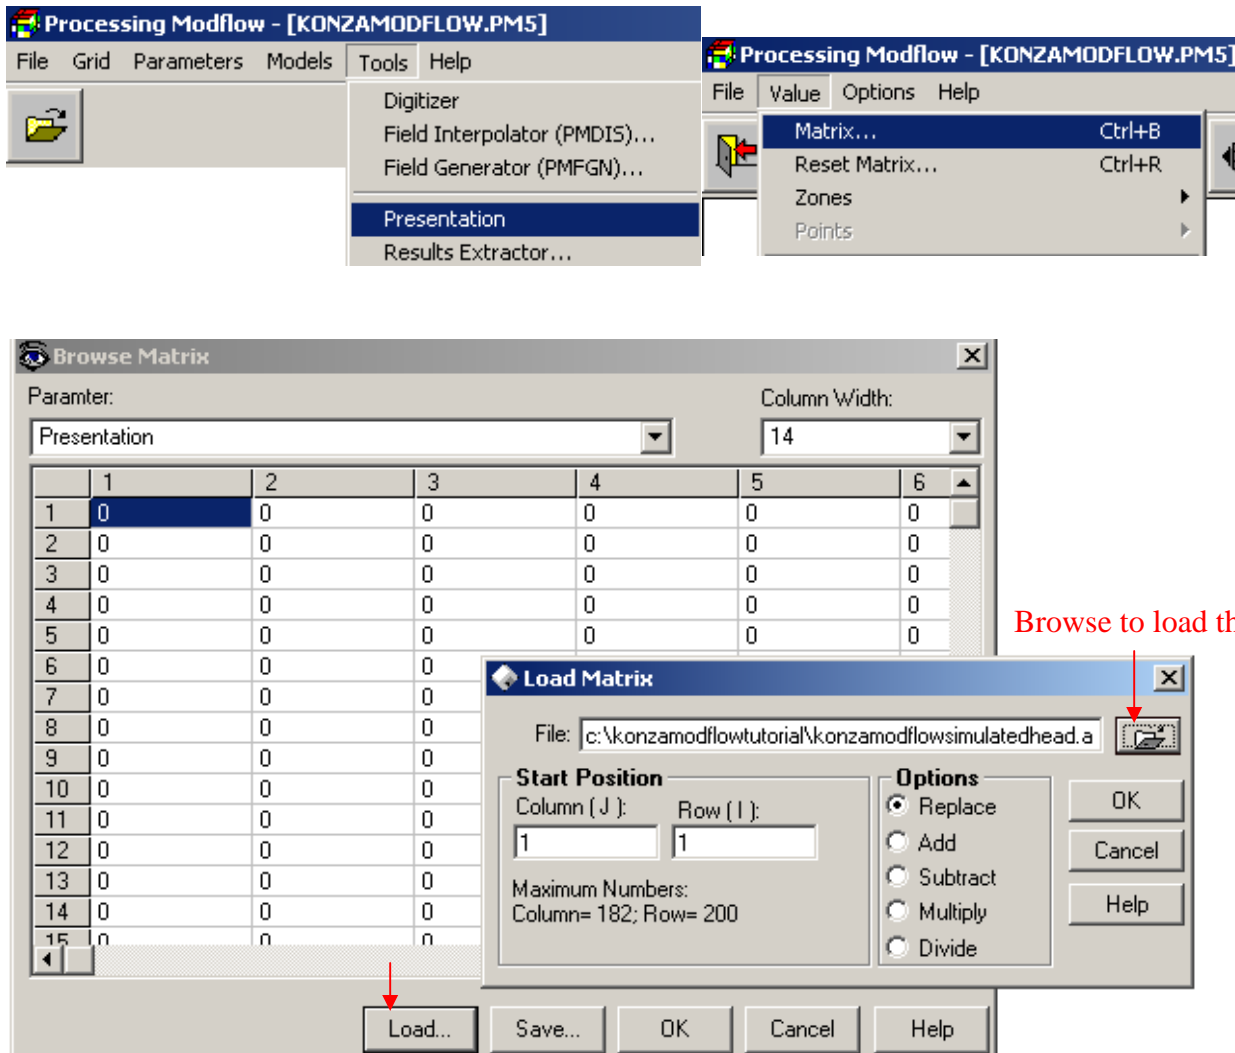 Processing Modflow - [KONZAMODFLOW.PM5]
File Grid Parameters Models Tools Help
Digitizer
Field Interpolator (PMDIS)...
Field Generator (PMFGN)...
Presentation
Results Extractor...
Processing Modflow - [KONZAMODFLOW.PM5]
File Value Options Help
Matrix... Ctrl+B
Reset Matrix... Ctrl+R
Zones
Points
Browse Matrix
Paramter: Column Width:
Presentation 14
1 2 3 4 5 6
1 0 0 0 0 0 0
2 0 0 0 0 0 0
3 0 0 0 0 0 0
4 0 0 0 0 0 0
5 0 0 0 0 0 0
6 0 0 0
7 0 0 0
8 0 0 0
9 0 0 0
10 0 0 0
11 0 0 0
12 0 0 0
13 0 0 0
14 0 0 0
15 0 0 0
Load... Save... OK Cancel Help
Browse to load th
Load Matrix
File: c:\konzamodflowtutorial\konzamodflowsimulatedhead.a
Start Position
Column ( J ): Row ( I ):
1 1
Maximum Numbers:
Column= 182; Row= 200
Options
Replace
Add
Subtract
Multiply
Divide
OK
Cancel
Help